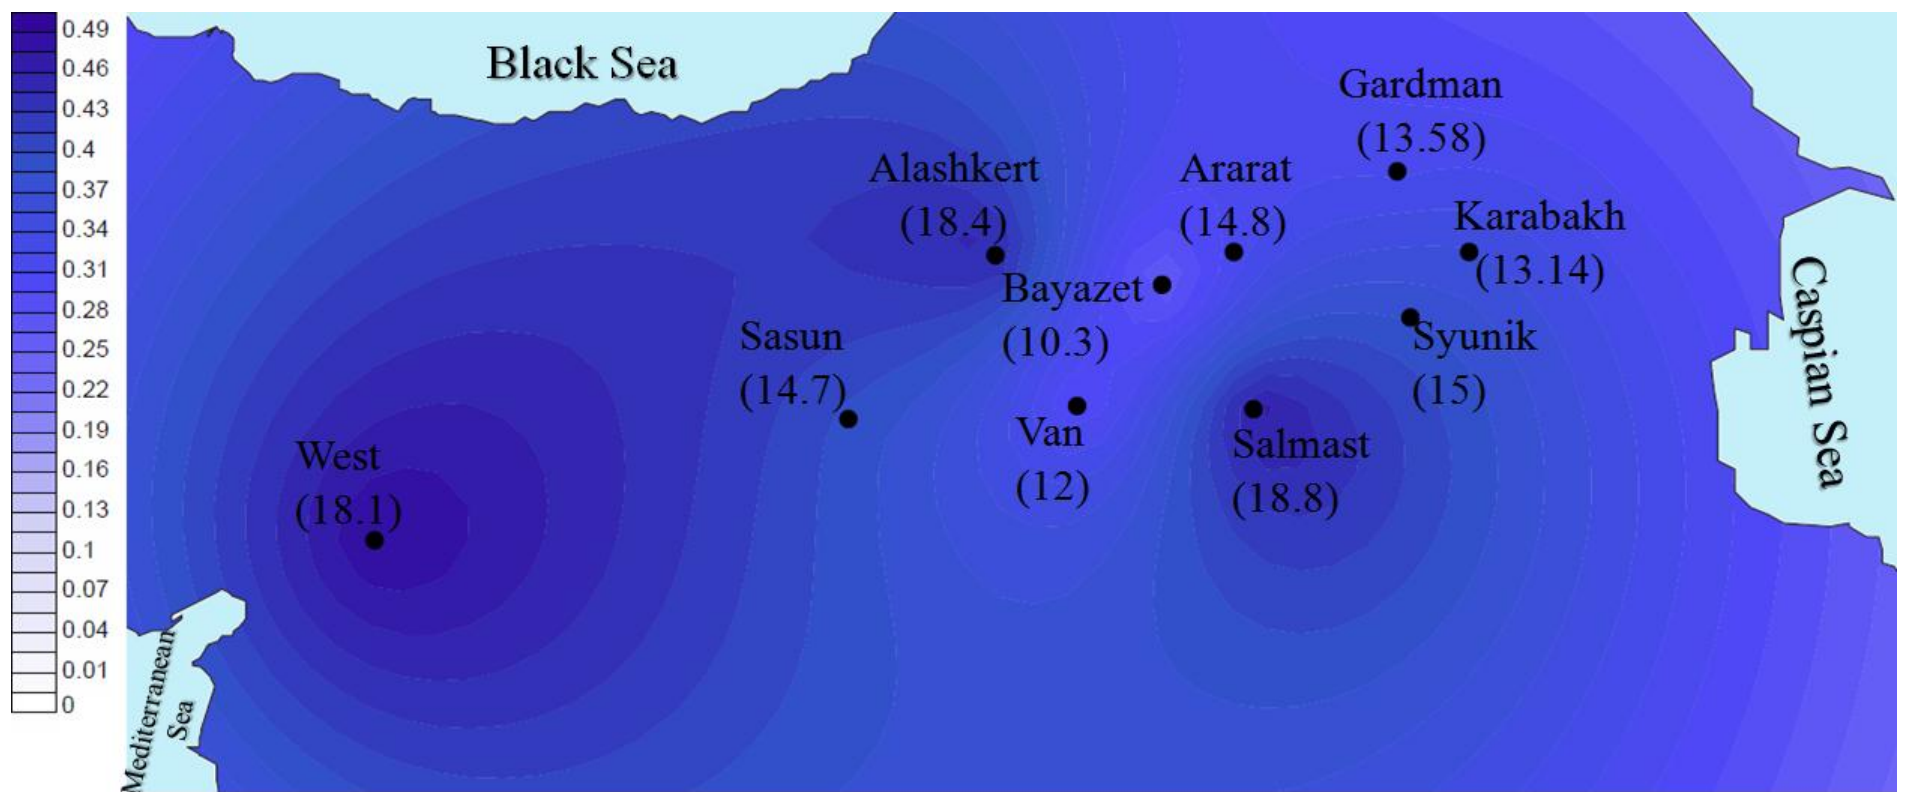 0.49
0.46
0.43
0.4
0.37
0.34
0.31
0.28
0.25
0.22
0.19
0.16
0.13
0.1
0.07
0.04
0.01
0
Black Sea
Gardman
(13.58)
Alashkert
(18.4)
Ararat
(14.8)
Karabakh
(13.14)
Bayazet
(10.3)
Sasun
(14.7)
Syunik
(15)
Caspian Sea
Van
(12)
Salmast
(18.8)
West
(18.1)
Mediterranean
Sea